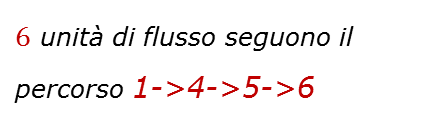 6 unità di flusso seguono il
percorso 1->4->5->6